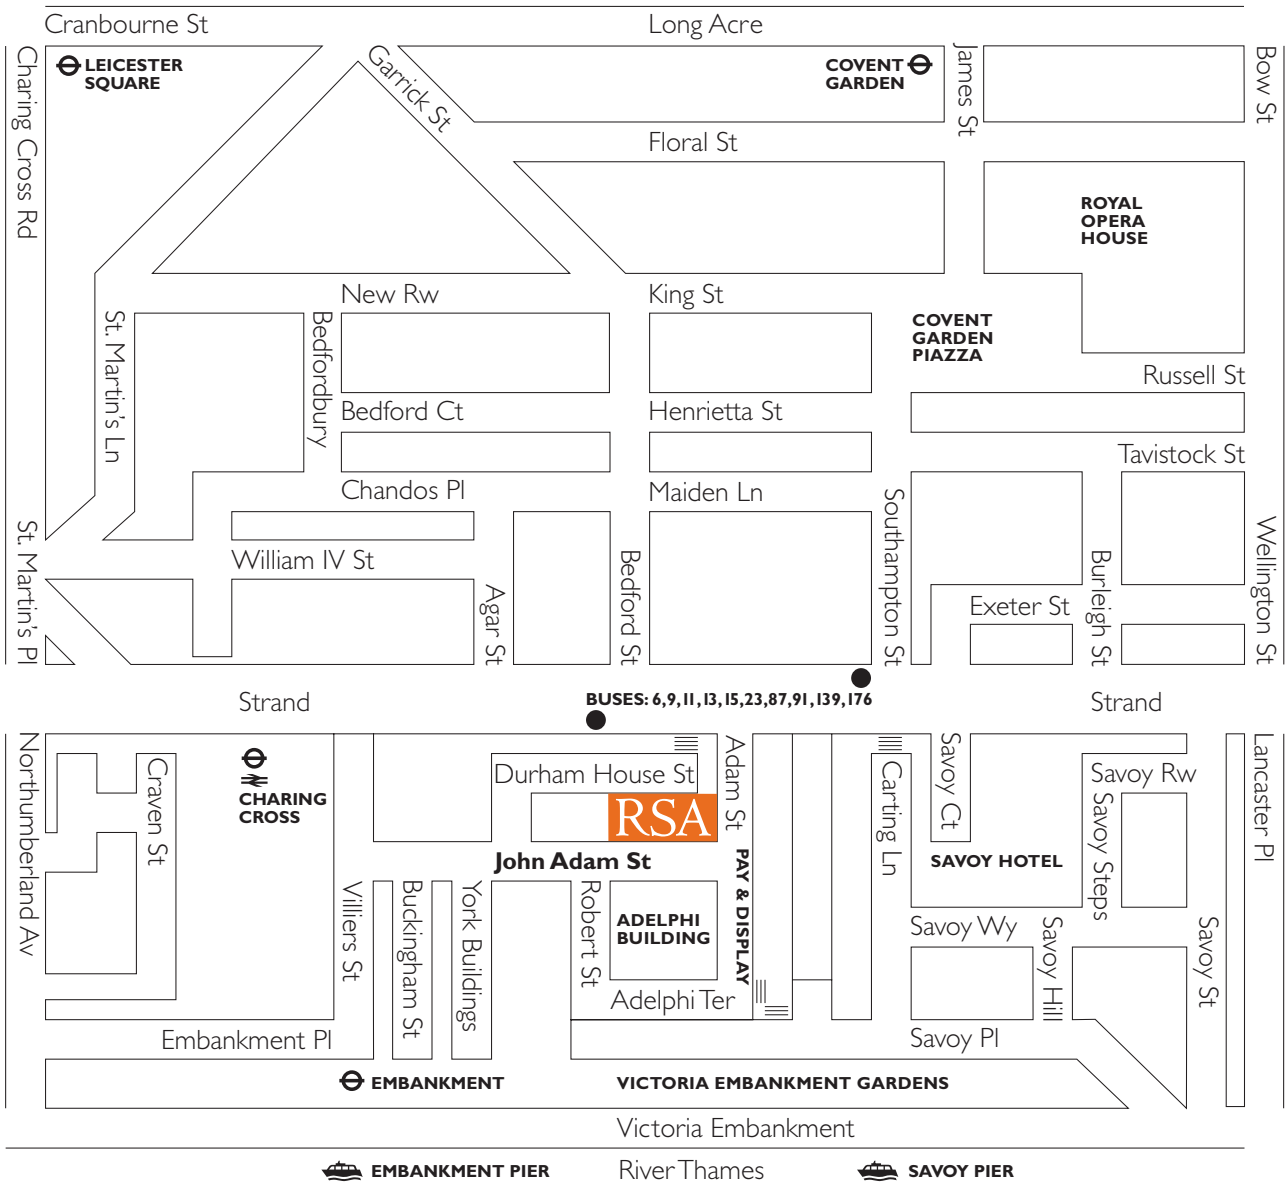 Cranbourne St
Long Acre
Charing Cross Rd
LEICESTER
SQUARE
Garrick St
COVENT
GARDEN
James St
Bow St
Floral St
ROYAL
OPERA
HOUSE
New Rw
King St
St. Martin's Ln
Bedfordbury
COVENT
GARDEN
PIAZZA
Russell St
Bedford Ct
Henrietta St
Tavistock St
Chandos Pl
Maiden Ln
Southampton St
St. Martin's Pl
William IV St
Agar St
Bedford St
Exeter St
Burleigh St
Wellington St
Strand
BUSES: 6,9,11,13,15,23,87,91,139,176
Strand
Northumberland Av
Craven St
CHARING
CROSS
Durham House St
Adam St
RSA
Carting Ln
Savoy Ct
Savoy Rw
Savoy Steps
Lancaster Pl
John Adam St
PAY & DISPLAY
SAVOY HOTEL
Villiers St
Buckingham St
York Buildings
Robert St
ADELPHI
BUILDING
Savoy Wy
Savoy Hill
Savoy St
Adelphi Ter
Embankment Pl
Savoy Pl
EMBANKMENT
VICTORIA EMBANKMENT GARDENS
Victoria Embankment
EMBANKMENT PIER
River Thames
SAVOY PIER